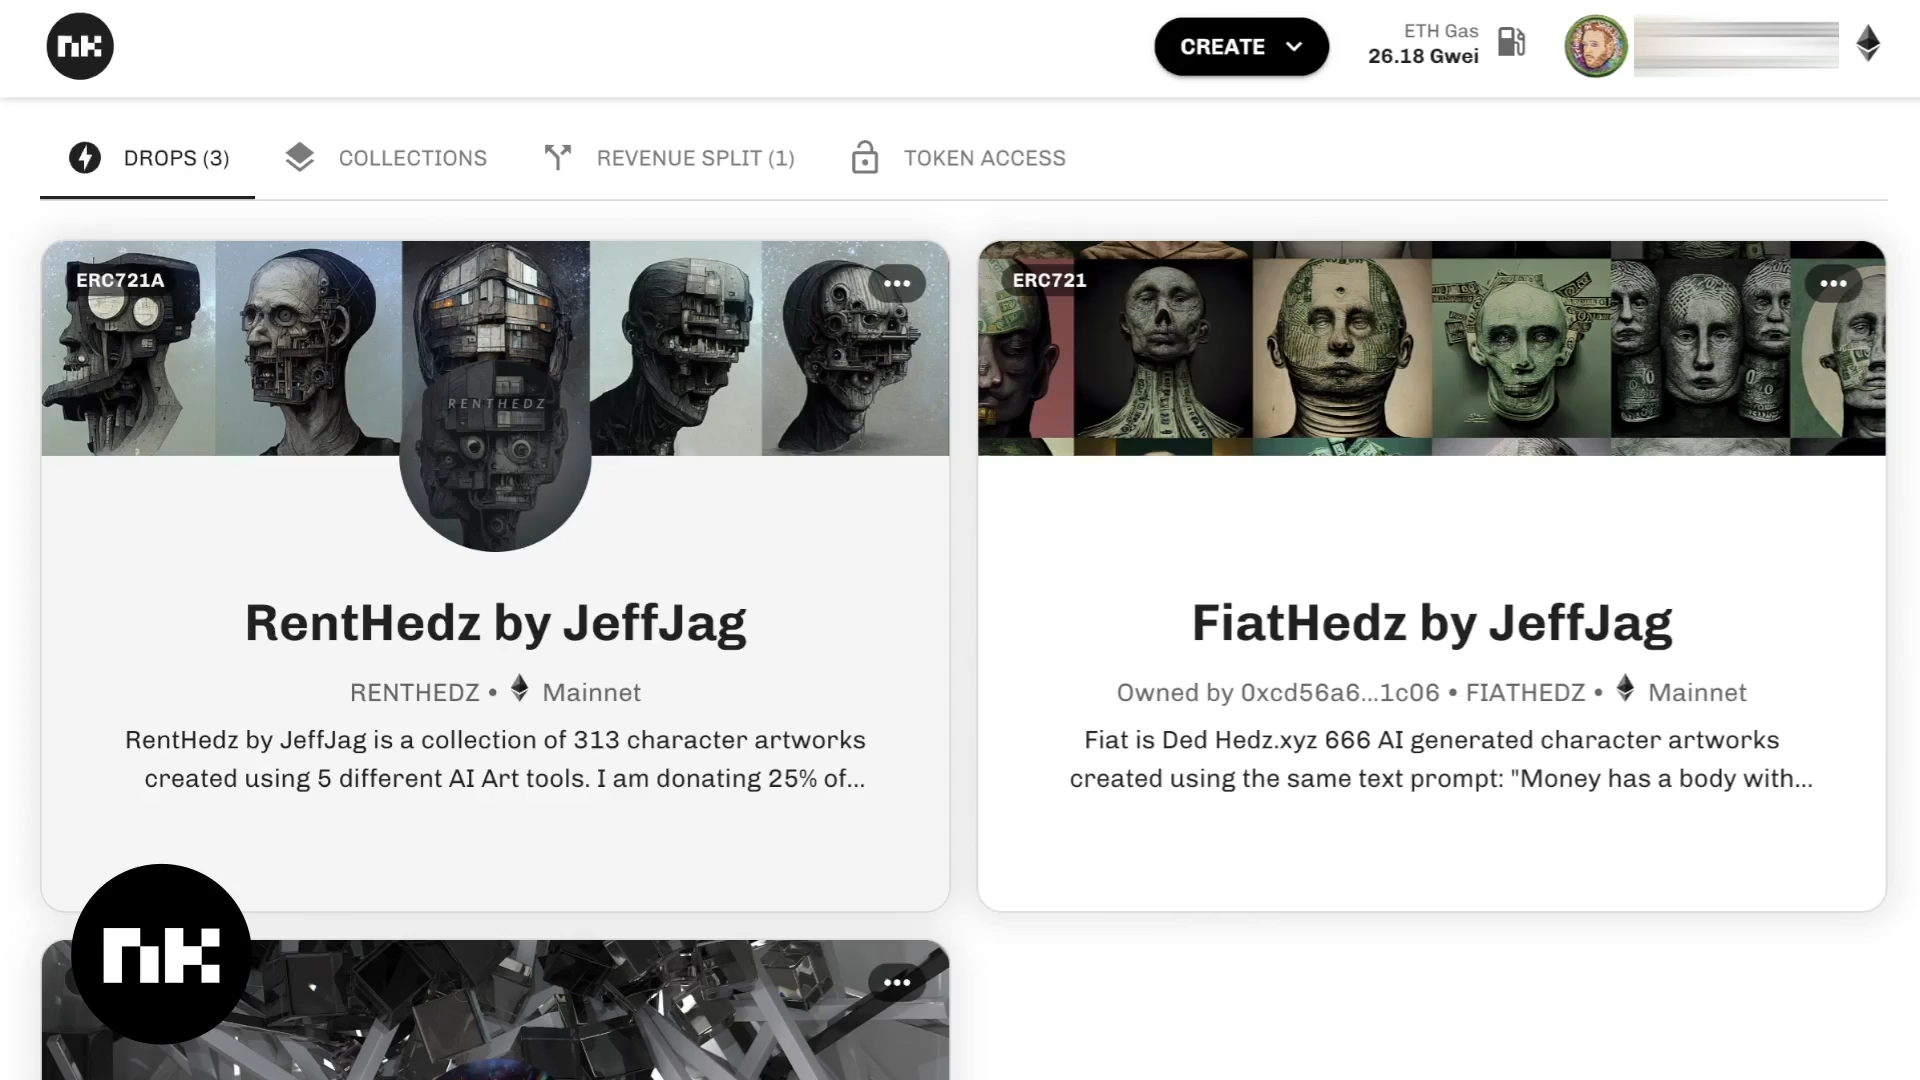 nk
CREATE
ETH Gas
26.18 Gwei
DROPS (3)
COLLECTIONS
REVENUE SPLIT (1)
TOKEN ACCESS
ERC721A
RENTHEDZ
RentHedz by JeffJag
RENTHEDZ • Mainnet
RentHedz by JeffJag is a collection of 313 character artworks
created using 5 different AI Art tools. I am donating 25% of...
ERC721
FiatHedz by JeffJag
Owned by 0xcd56a6...1c06 • FIATHEDZ • Mainnet
Fiat is Ded Hedz.xyz 666 AI generated character artworks
created using the same text prompt: "Money has a body with...
nk